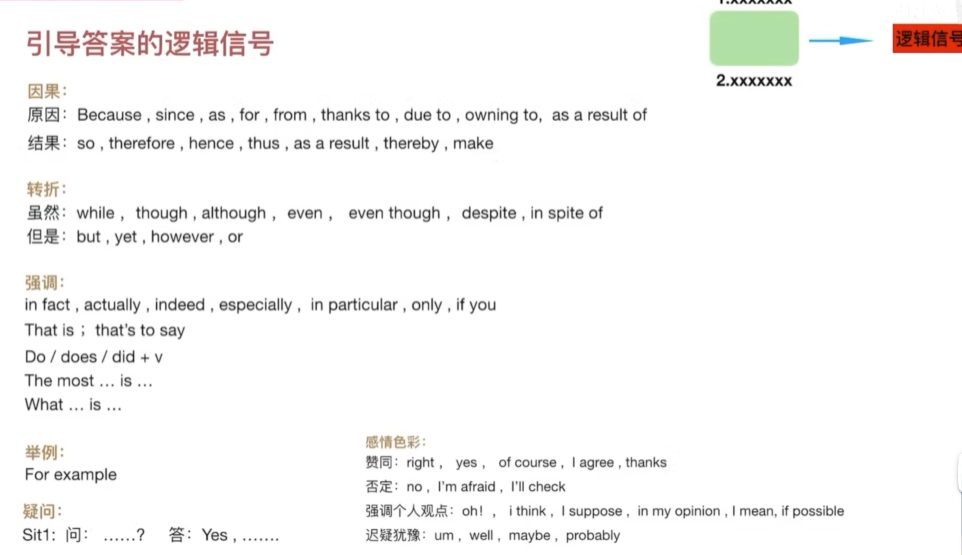 1.xxxxxxx
引导答案的逻辑信号
逻辑信号
2.xxxxxxx
因果：
原因：Because , since , as , for , from , thanks to , due to , owning to, as a result of
结果：so , therefore , hence , thus , as a result , thereby , make
转折：
虽然：while , though , although , even , even though , despite , in spite of
但是：but , yet , however , or
强调：
in fact , actually , indeed , especially , in particular , only , if you
That is ；that's to say
Do / does / did + v
The most … is …
What … is …
举例：
For example
疑问：
Sit1: 问： ……? 答：Yes , …….
感情色彩：
赞同：right , yes , of course , I agree , thanks
否定：no , I'm afraid , I'll check
强调个人观点：oh! , i think , I suppose , in my opinion , I mean, if possible
迟疑犹豫：um , well , maybe , probably